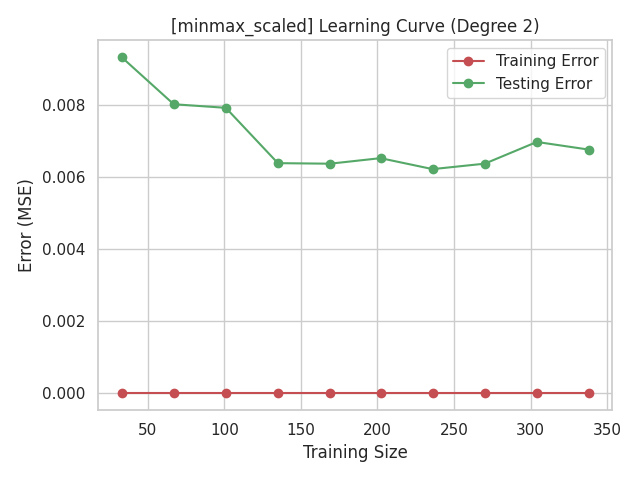 [minmax_scaled] Learning Curve (Degree 2)
Training Error
Testing Error
Error (MSE)
0.008
0.006
0.004
0.002
0.000
50
100
150
200
250
300
350
Training Size